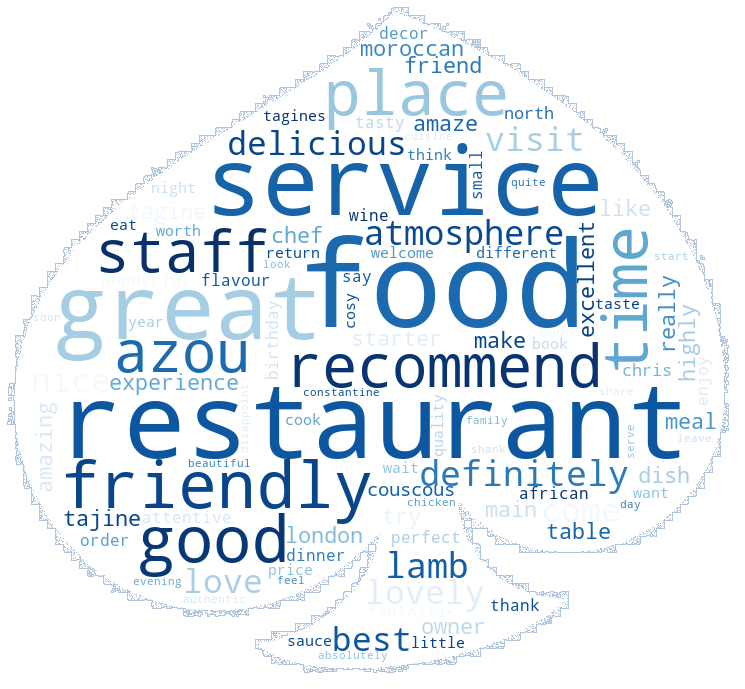 decor
moroccan
friend
place
tagines
tasty
amaze
north
cuisine
delicious
visit
think
small
service
night
quite
tagine
wine
like
eat
worth
chef
atmosphere
staff
return
say
welcome
different
excellent
start
look
wonderful
flavour
food
time
great
cosy
taste
soon
year
birthday
starter
make
book
really
highly
azou
recommend
nice
experience
chris
enjoy
constantine
share
restaurant
amazing
disappoint
cook
quality
family
meal
leave
serve
beautiful
shank
friendly
wait
definitely
dish
couscous
african
want
chicken
main
come
day
tajine
attentive
try
good
london
perfect
table
order
dinner
price
lamb
evening
love
feel
authentic
lovely
fantastic
thank
owner
sauce
best
little
absolutely